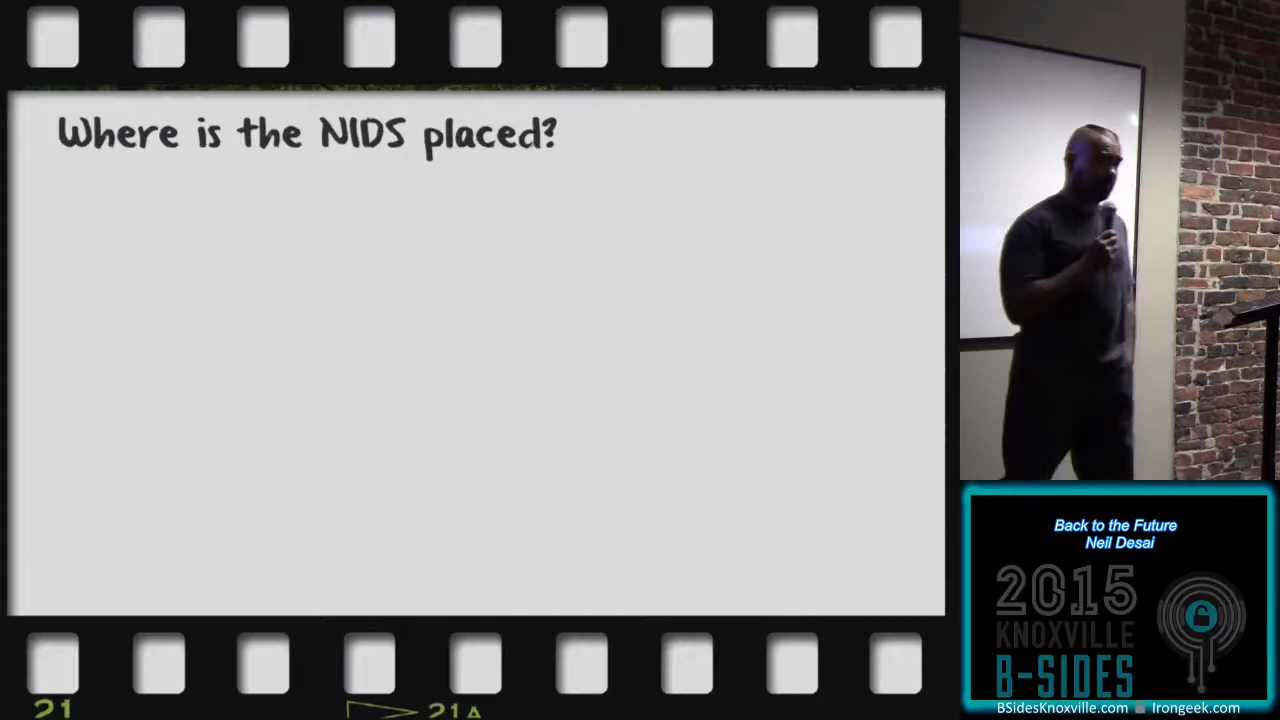 Where is the NIDS placed?
21
21A
Back to the Future
Neil Desai
2015
KNOXVILLE
B-SIDES
BSidesKnoxville.com Irongeek.com